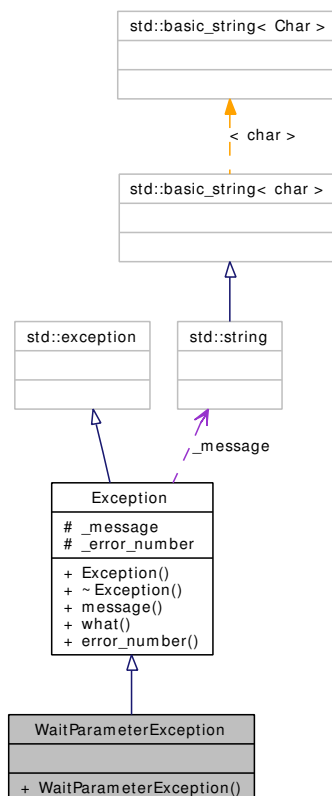 std::basic_string< Char >
< char >
std::basic_string< char >
std::exception
std::string
_message
Exception
# _message
# _error_number
+ Exception()
+ ~Exception()
+ message()
+ what()
+ error_number()
WaitParameterException
+ WaitParameterException()